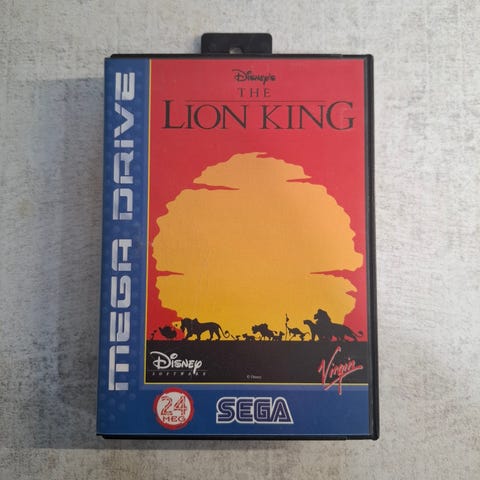 Disney's
THE
LION KING
MEGA DRIVE
Disney
SOFTWARE
© Disney
Virgin
24
MEG
SEGA